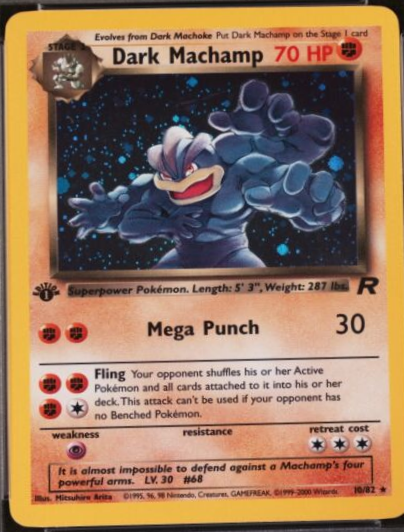 Evolves from Dark Machoke Put Dark Machamp on the Stage 1 card
STAGE 2
Dark Machamp 70 HP
EDITION
1
Superpower Pokémon. Length: 5' 3", Weight: 287 lbs.
R
Mega Punch 30
Fling Your opponent shuffles his or her Active
Pokémon and all cards attached to it into his or her
deck. This attack can't be used if your opponent has
no Benched Pokémon.
weakness resistance retreat cost
It is almost impossible to defend against a Machamp's four
powerful arms. LV. 30 #68
Illus. Mitsuhiro Arita ©1995, 96, 98 Nintendo, Creatures, GAMEFREAK. ©1999-2000 Wizards. 10/82 ★